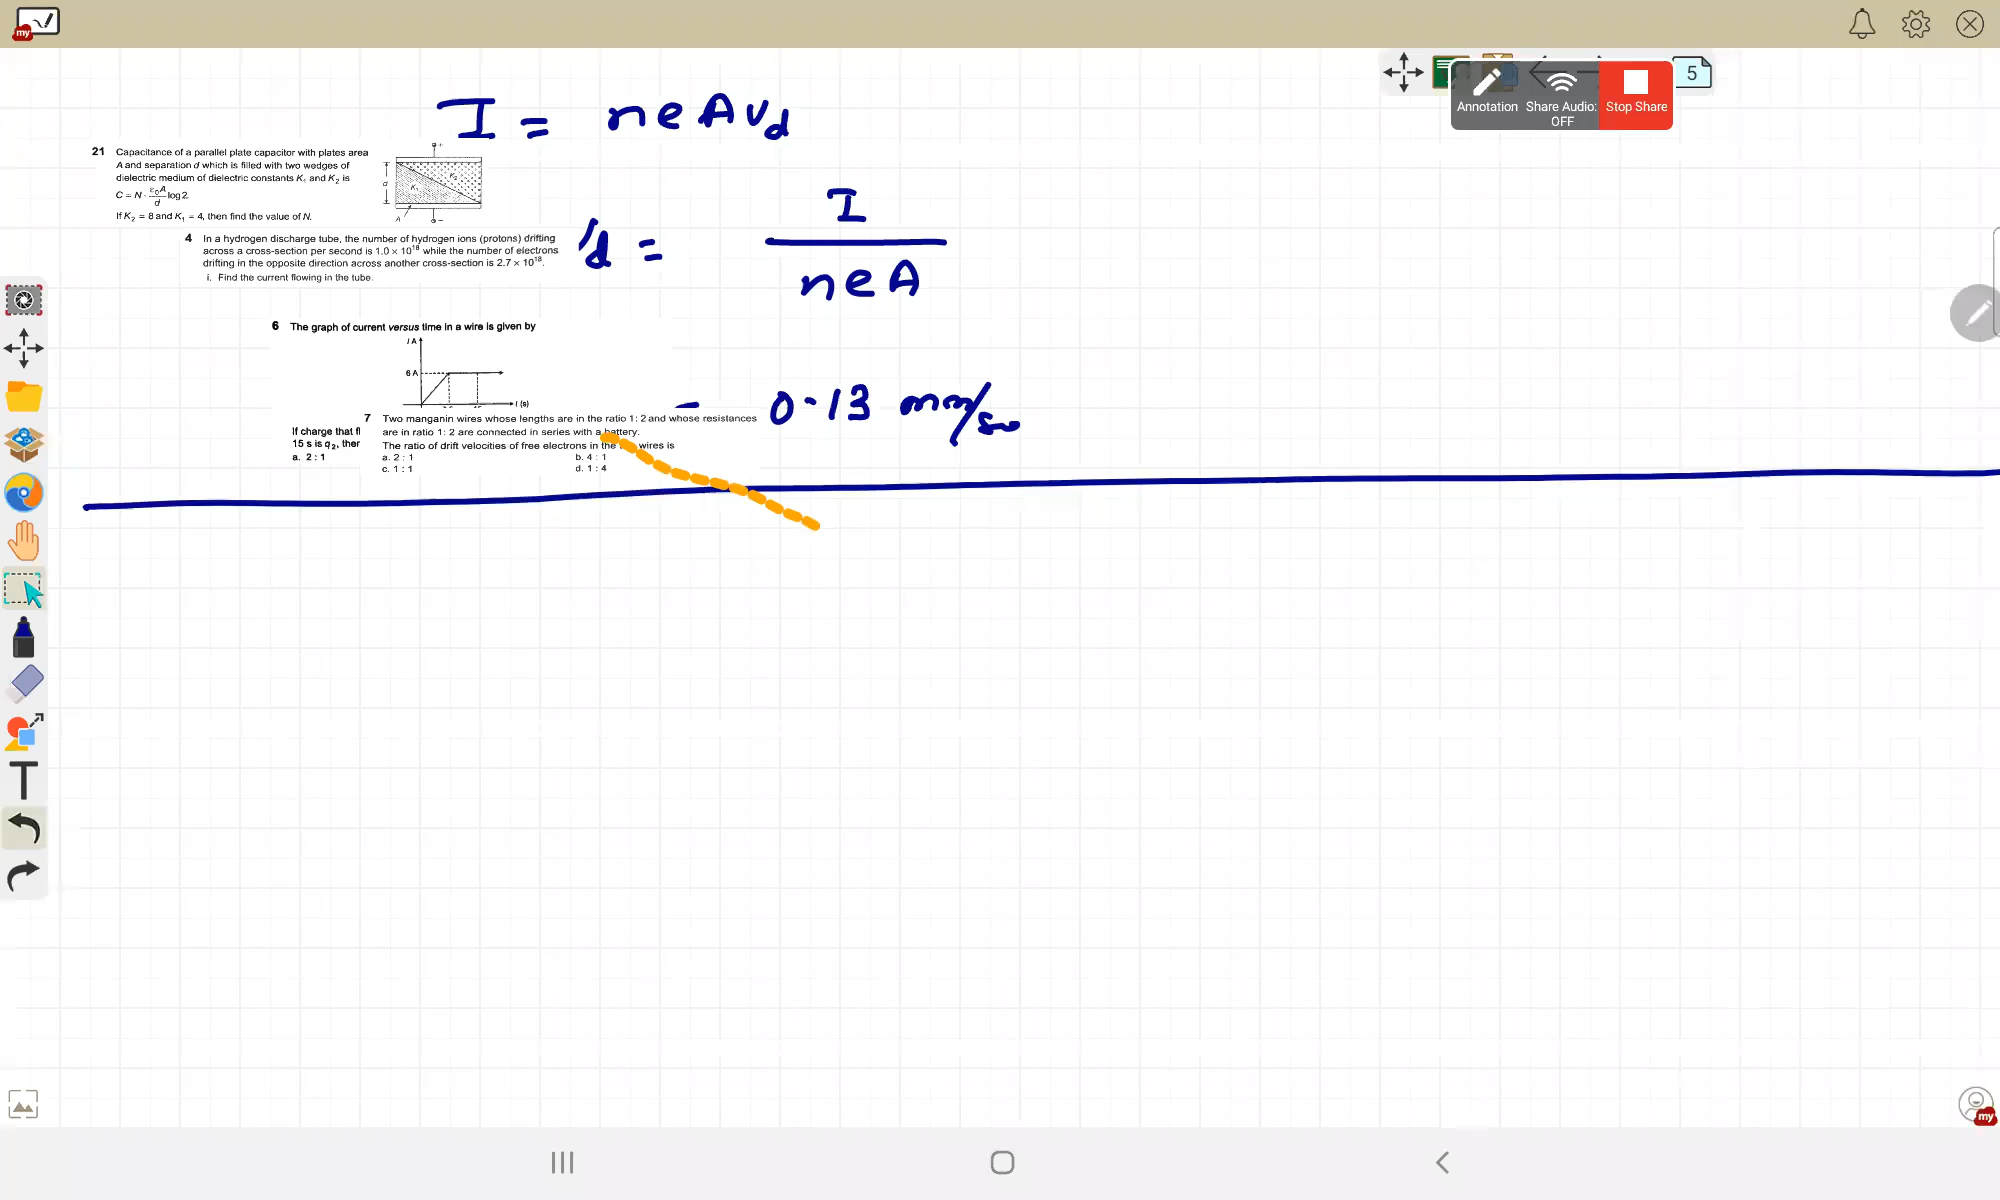 my
5
Annotation
Share Audio:
OFF
Stop Share
I = neAvd
21 Capacitance of a parallel plate capacitor with plates area
A and separation d which is filled with two wedges of
dielectric medium of dielectric constants K₁ and K₂ is
C = N · ε₀A/d log 2.
If K₂ = 8 and K₁ = 4, then find the value of N.
d
K₁
K₂
A
+
−
4 In a hydrogen discharge tube, the number of hydrogen ions (protons) drifting
across a cross-section per second is 1.0 × 10¹⁸ while the number of electrons
drifting in the opposite direction across another cross-section is 2.7 × 10¹⁸.
i. Find the current flowing in the tube.
d = I / neA
6 The graph of current versus time in a wire is given by
I A
6 A
t (s)
= 0.13 mm/sec
7 Two manganin wires whose lengths are in the ratio 1 : 2 and whose resistances
are in ratio 1 : 2 are connected in series with a battery.
The ratio of drift velocities of free electrons in the wires is
a. 2 : 1 b. 4 : 1
c. 1 : 1 d. 1 : 4
If charge that fl
15 s is q₂, then
a. 2 : 1
T
my